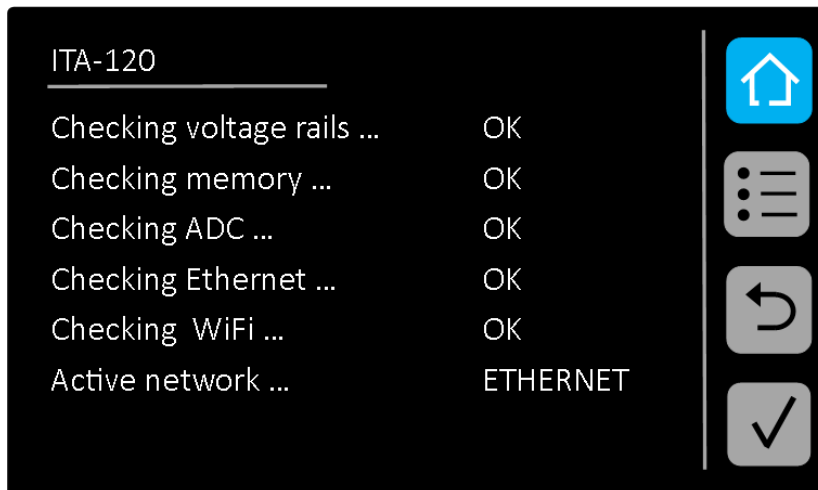 ITA-120
Checking voltage rails ... OK
Checking memory ... OK
Checking ADC ... OK
Checking Ethernet ... OK
Checking  WiFi ... OK
Active network ... ETHERNET